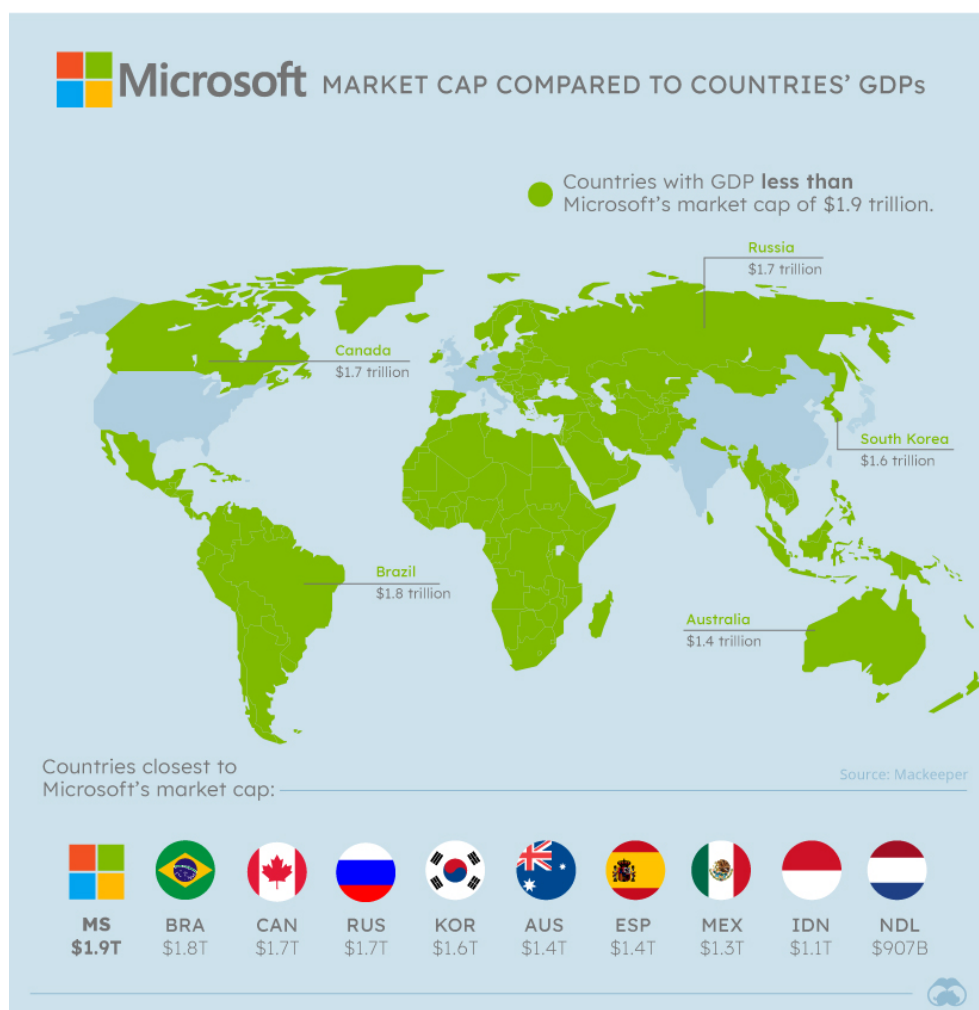 Microsoft MARKET CAP COMPARED TO COUNTRIES' GDPs
Countries with GDP less than
Microsoft's market cap of $1.9 trillion.
Russia
$1.7 trillion
Canada
$1.7 trillion
South Korea
$1.6 trillion
Brazil
$1.8 trillion
Australia
$1.4 trillion
Countries closest to
Microsoft's market cap:
Source: Mackeeper
MS BRA CAN RUS KOR AUS ESP MEX IDN NDL
$1.9T $1.8T $1.7T $1.7T $1.6T $1.4T $1.4T $1.3T $1.1T $907B